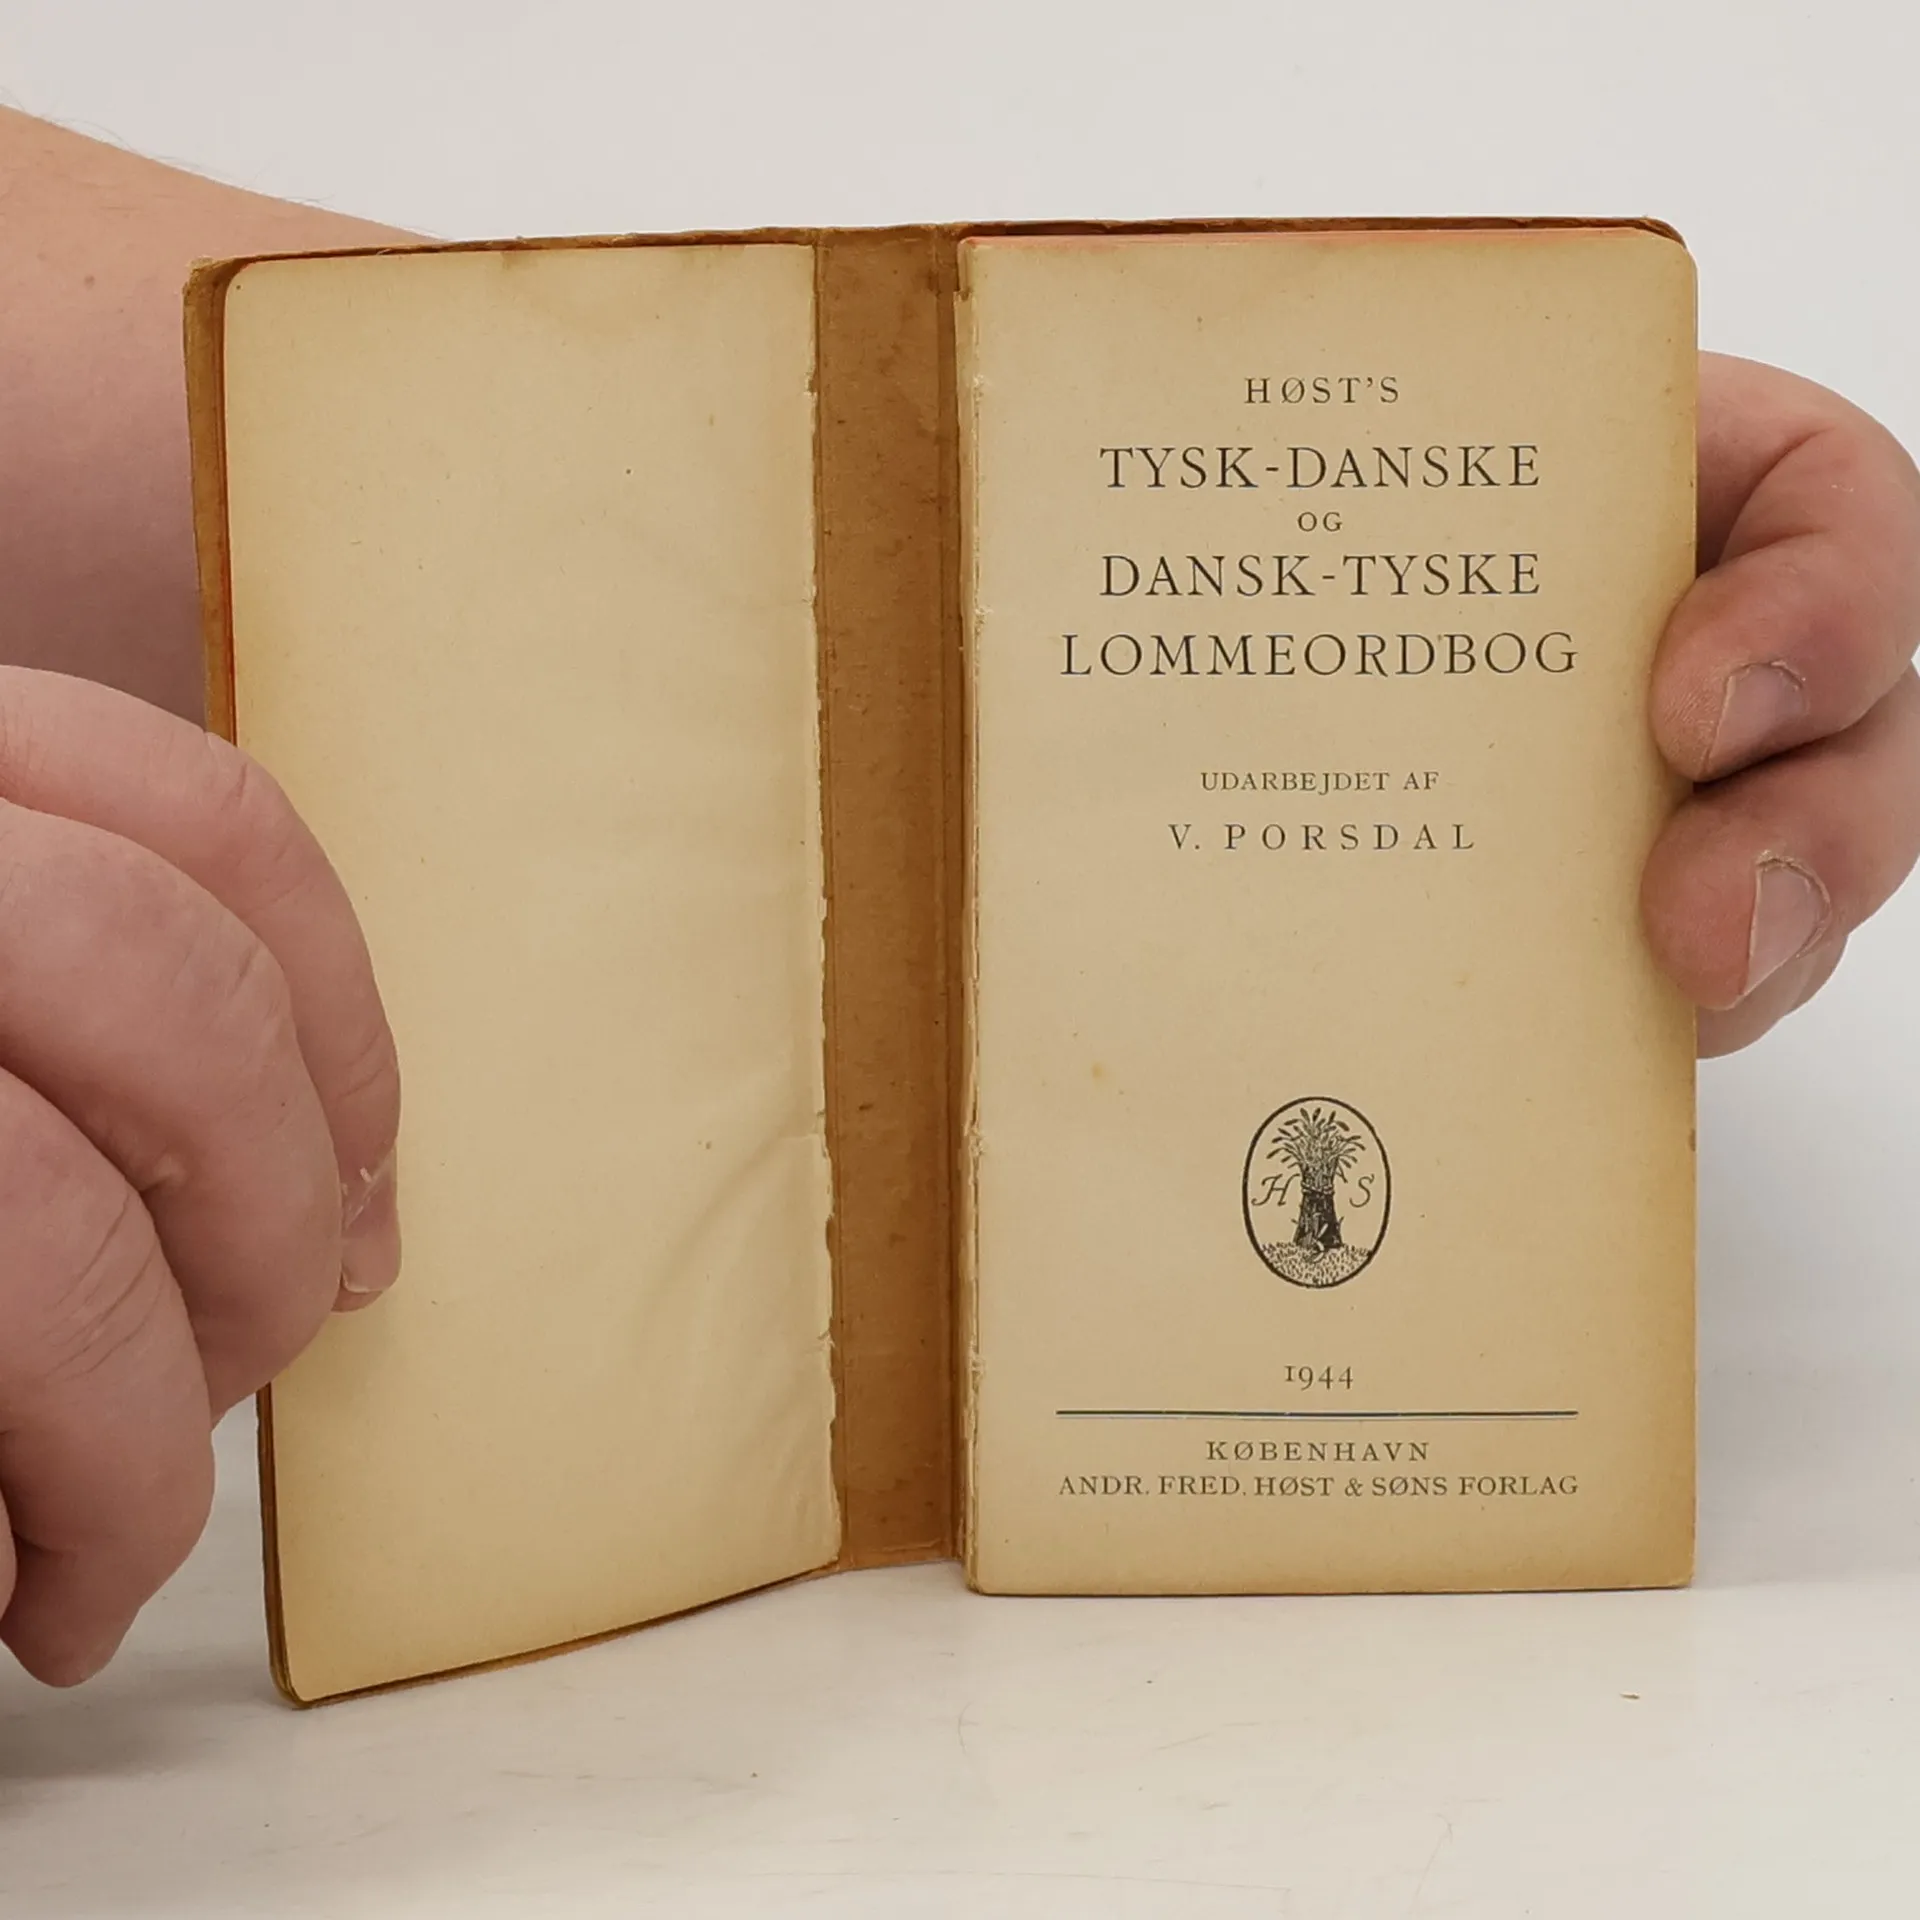 HØST'S
TYSK-DANSKE
OG
DANSK-TYSKE
LOMMEORDBOG
UDARBEJDET AF
V. PORSDAL
H S
1944
KØBENHAVN
ANDR. FRED. HØST & SØNS FORLAG